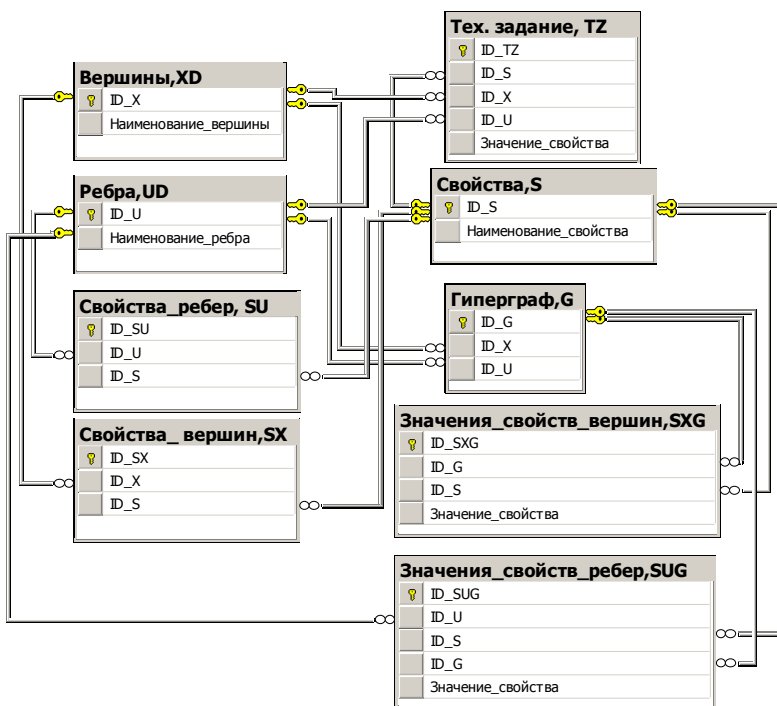 Тех. задание, TZ
ID_TZ
ID_S
ID_X
ID_U
Значение_свойства
Вершины,XD
ID_X
Наименование_вершины
Ребра,UD
ID_U
Наименование_ребра
Свойства,S
ID_S
Наименование_свойства
Свойства_ребер, SU
ID_SU
ID_U
ID_S
Гиперграф,G
ID_G
ID_X
ID_U
Свойства_ вершин,SX
ID_SX
ID_X
ID_S
Значения_свойств_вершин,SXG
ID_SXG
ID_G
ID_S
Значение_свойства
Значения_свойств_ребер,SUG
ID_SUG
ID_U
ID_S
ID_G
Значение_свойства